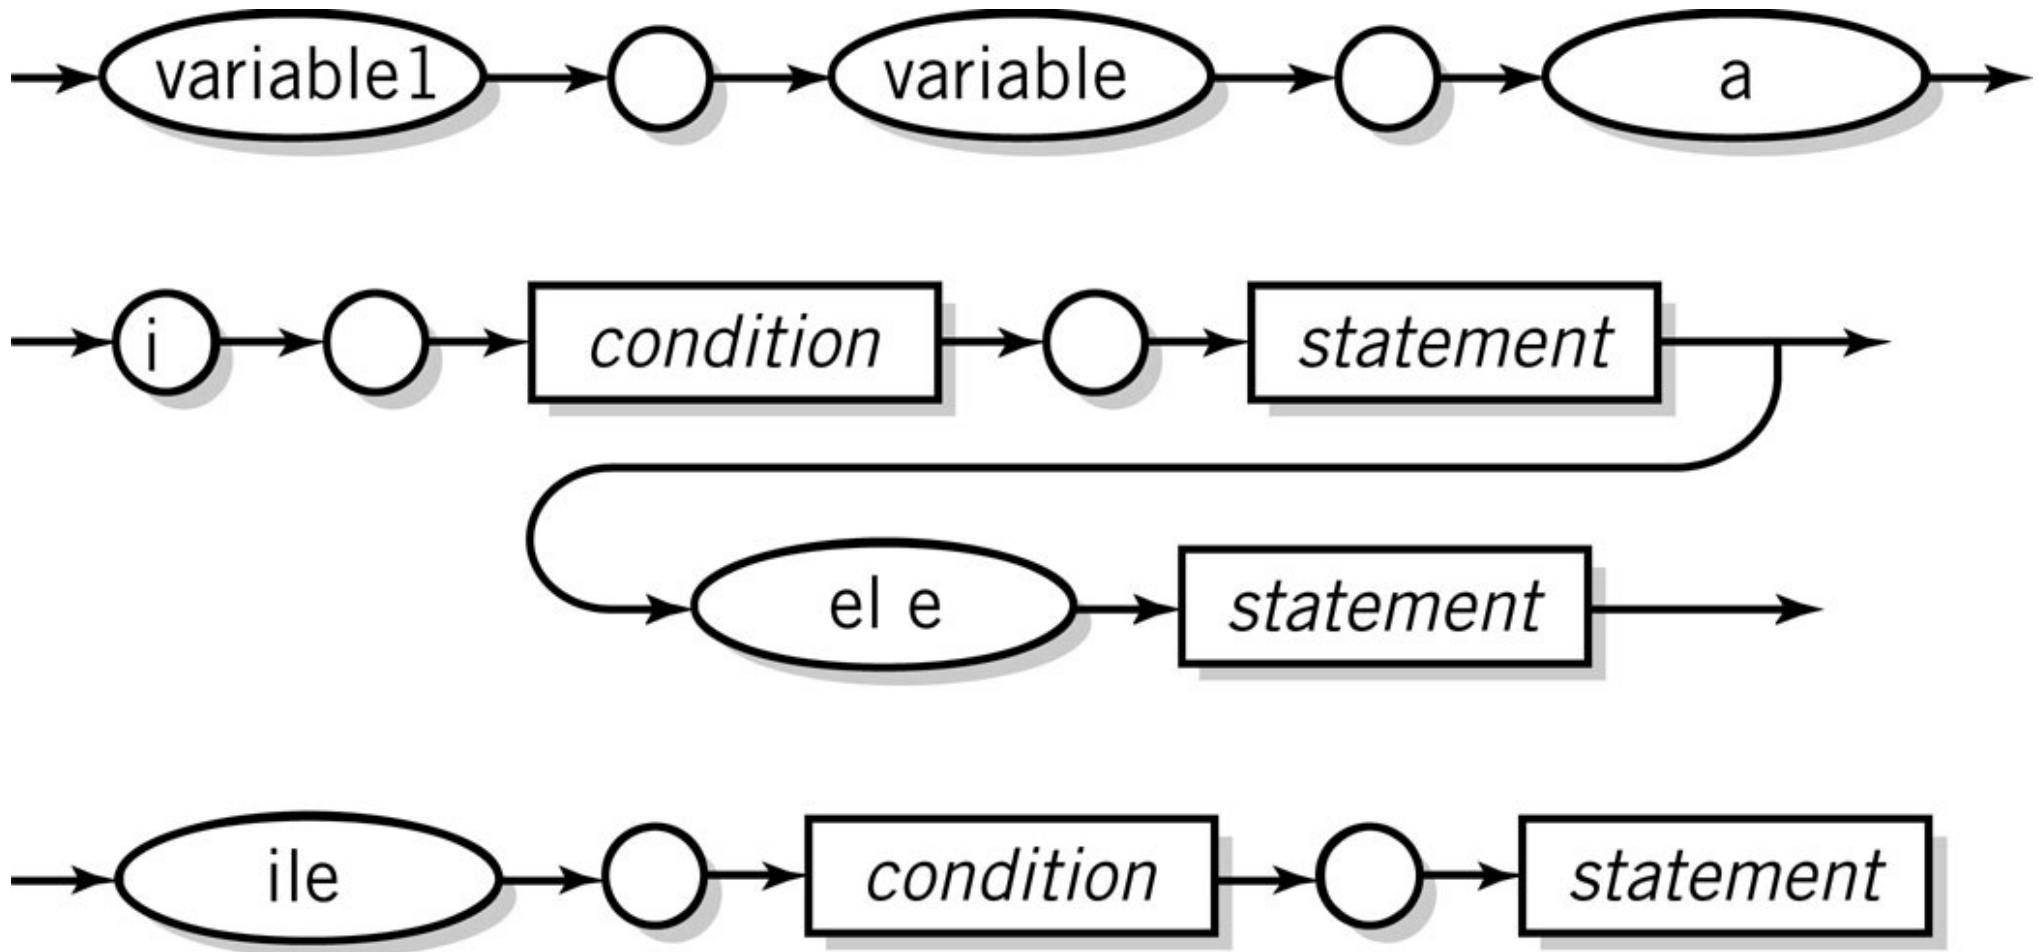 variable1 variable a
i condition statement
el e statement
ile condition statement